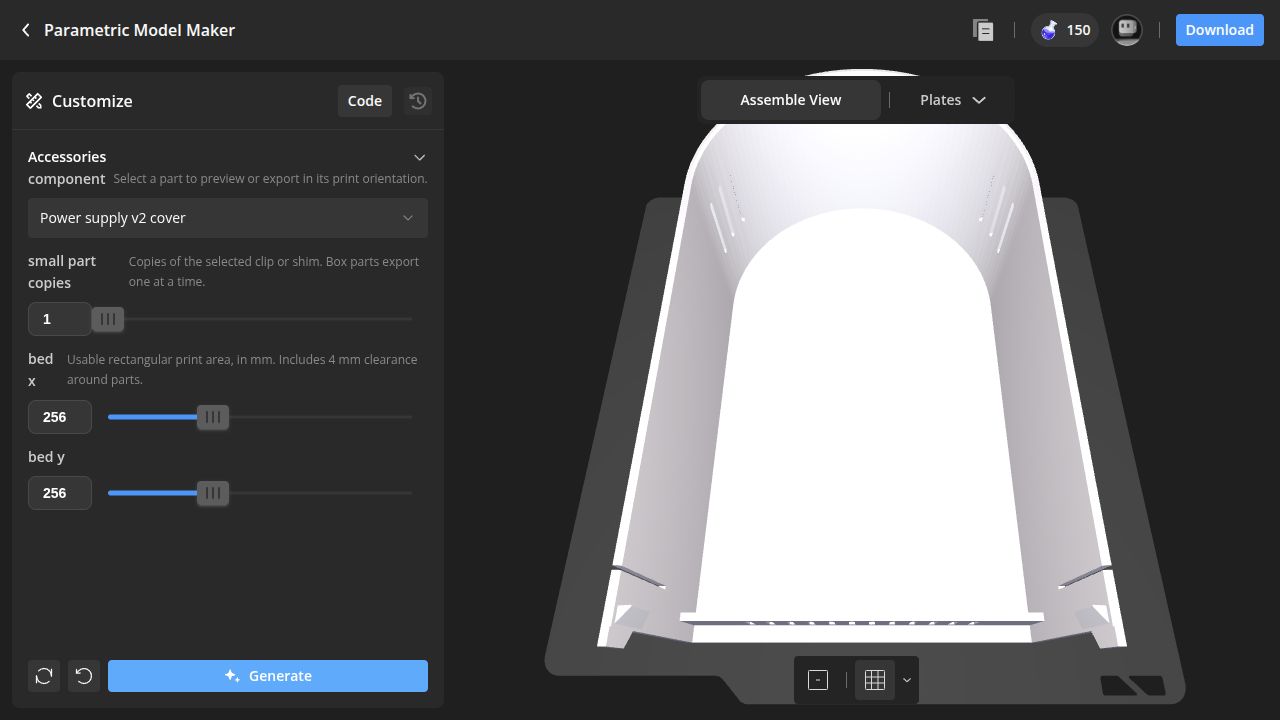 Parametric Model Maker
150
Download
Customize
Code
Assemble View
Plates
Accessories
component Select a part to preview or export in its print orientation.
Power supply v2 cover
small part copies
Copies of the selected clip or shim. Box parts export
one at a time.
1
bed x
Usable rectangular print area, in mm. Includes 4 mm clearance
around parts.
256
bed y
256
Generate